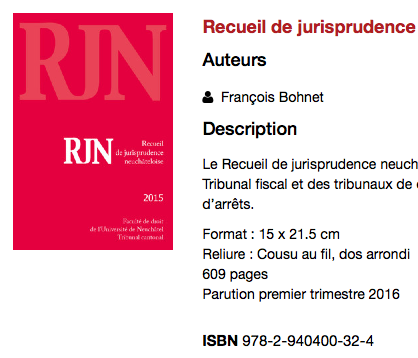 RJN
RJN
Recueil
de jurisprudence
neuchâteloise
2015
Faculté de droit
de l'Université de Neuchâtel
Tribunal cantonal
Recueil de jurisprudence
Auteurs
François Bohnet
Description
Le Recueil de jurisprudence neuch
Tribunal fiscal et des tribunaux de
d'arrêts.
Format : 15 x 21.5 cm
Reliure : Cousu au fil, dos arrondi
609 pages
Parution premier trimestre 2016
ISBN 978-2-940400-32-4